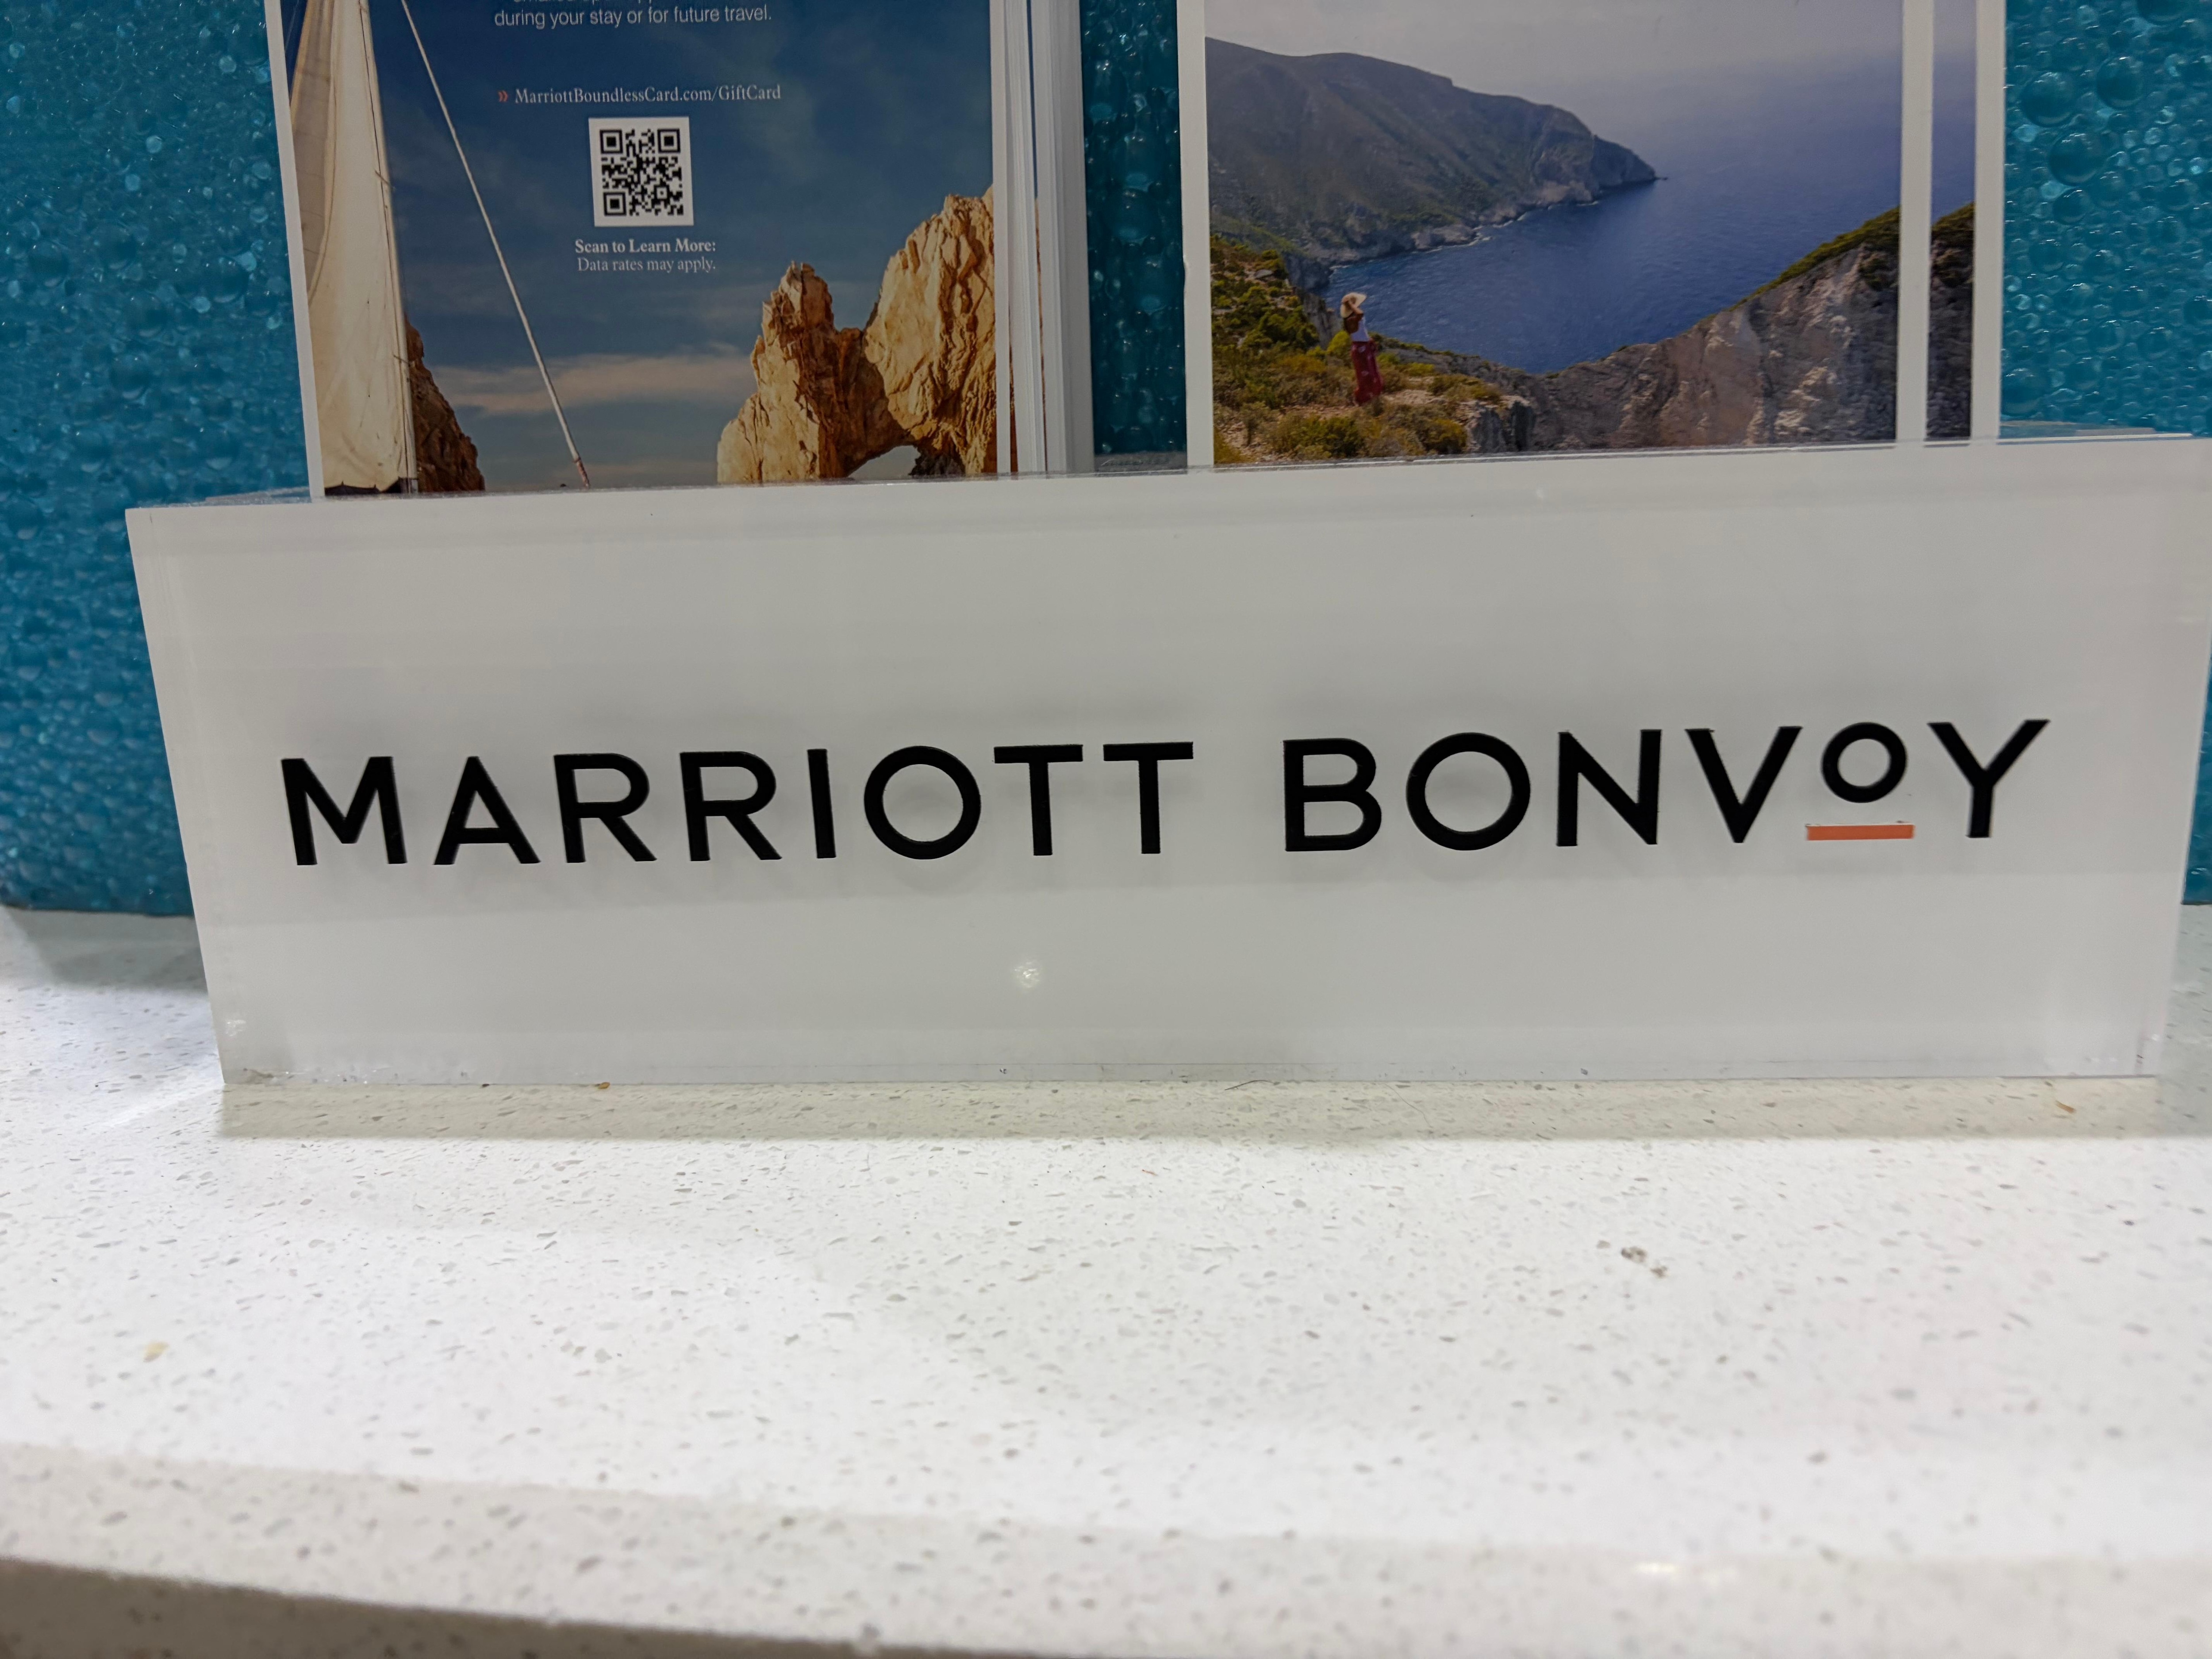 during your stay or for future travel.
» MarriottBoundlessCard.com/GiftCard
Scan to Learn More:
Data rates may apply.
MARRIOTT BONVOY